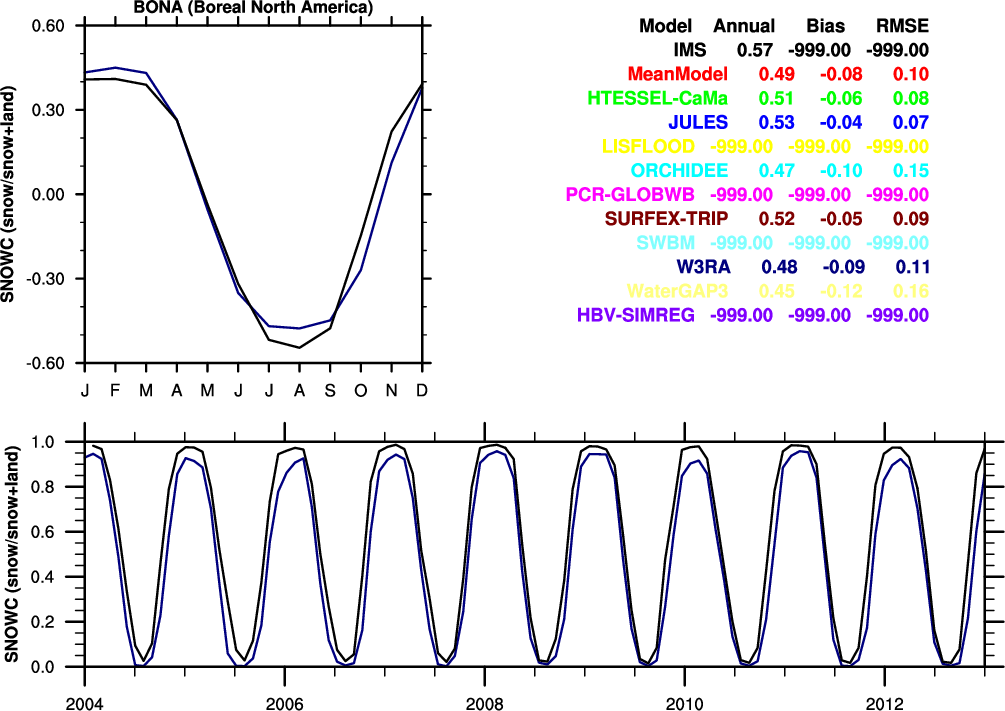 BONA (Boreal North America)
0.60
0.30
0.00
-0.30
-0.60
SNOWC (snow/snow+land)
J F M A M J J A S O N D
Model Annual Bias RMSE
IMS 0.57 -999.00 -999.00
MeanModel 0.49 -0.08 0.10
HTESSEL-CaMa 0.51 -0.06 0.08
JULES 0.53 -0.04 0.07
LISFLOOD -999.00 -999.00 -999.00
ORCHIDEE 0.47 -0.10 0.15
PCR-GLOBWB -999.00 -999.00 -999.00
SURFEX-TRIP 0.52 -0.05 0.09
SWBM -999.00 -999.00 -999.00
W3RA 0.48 -0.09 0.11
WaterGAP3 0.45 -0.12 0.16
HBV-SIMREG -999.00 -999.00 -999.00
SNOWC (snow/snow+land)
1.0
0.8
0.6
0.4
0.2
0.0
2004 2006 2008 2010 2012